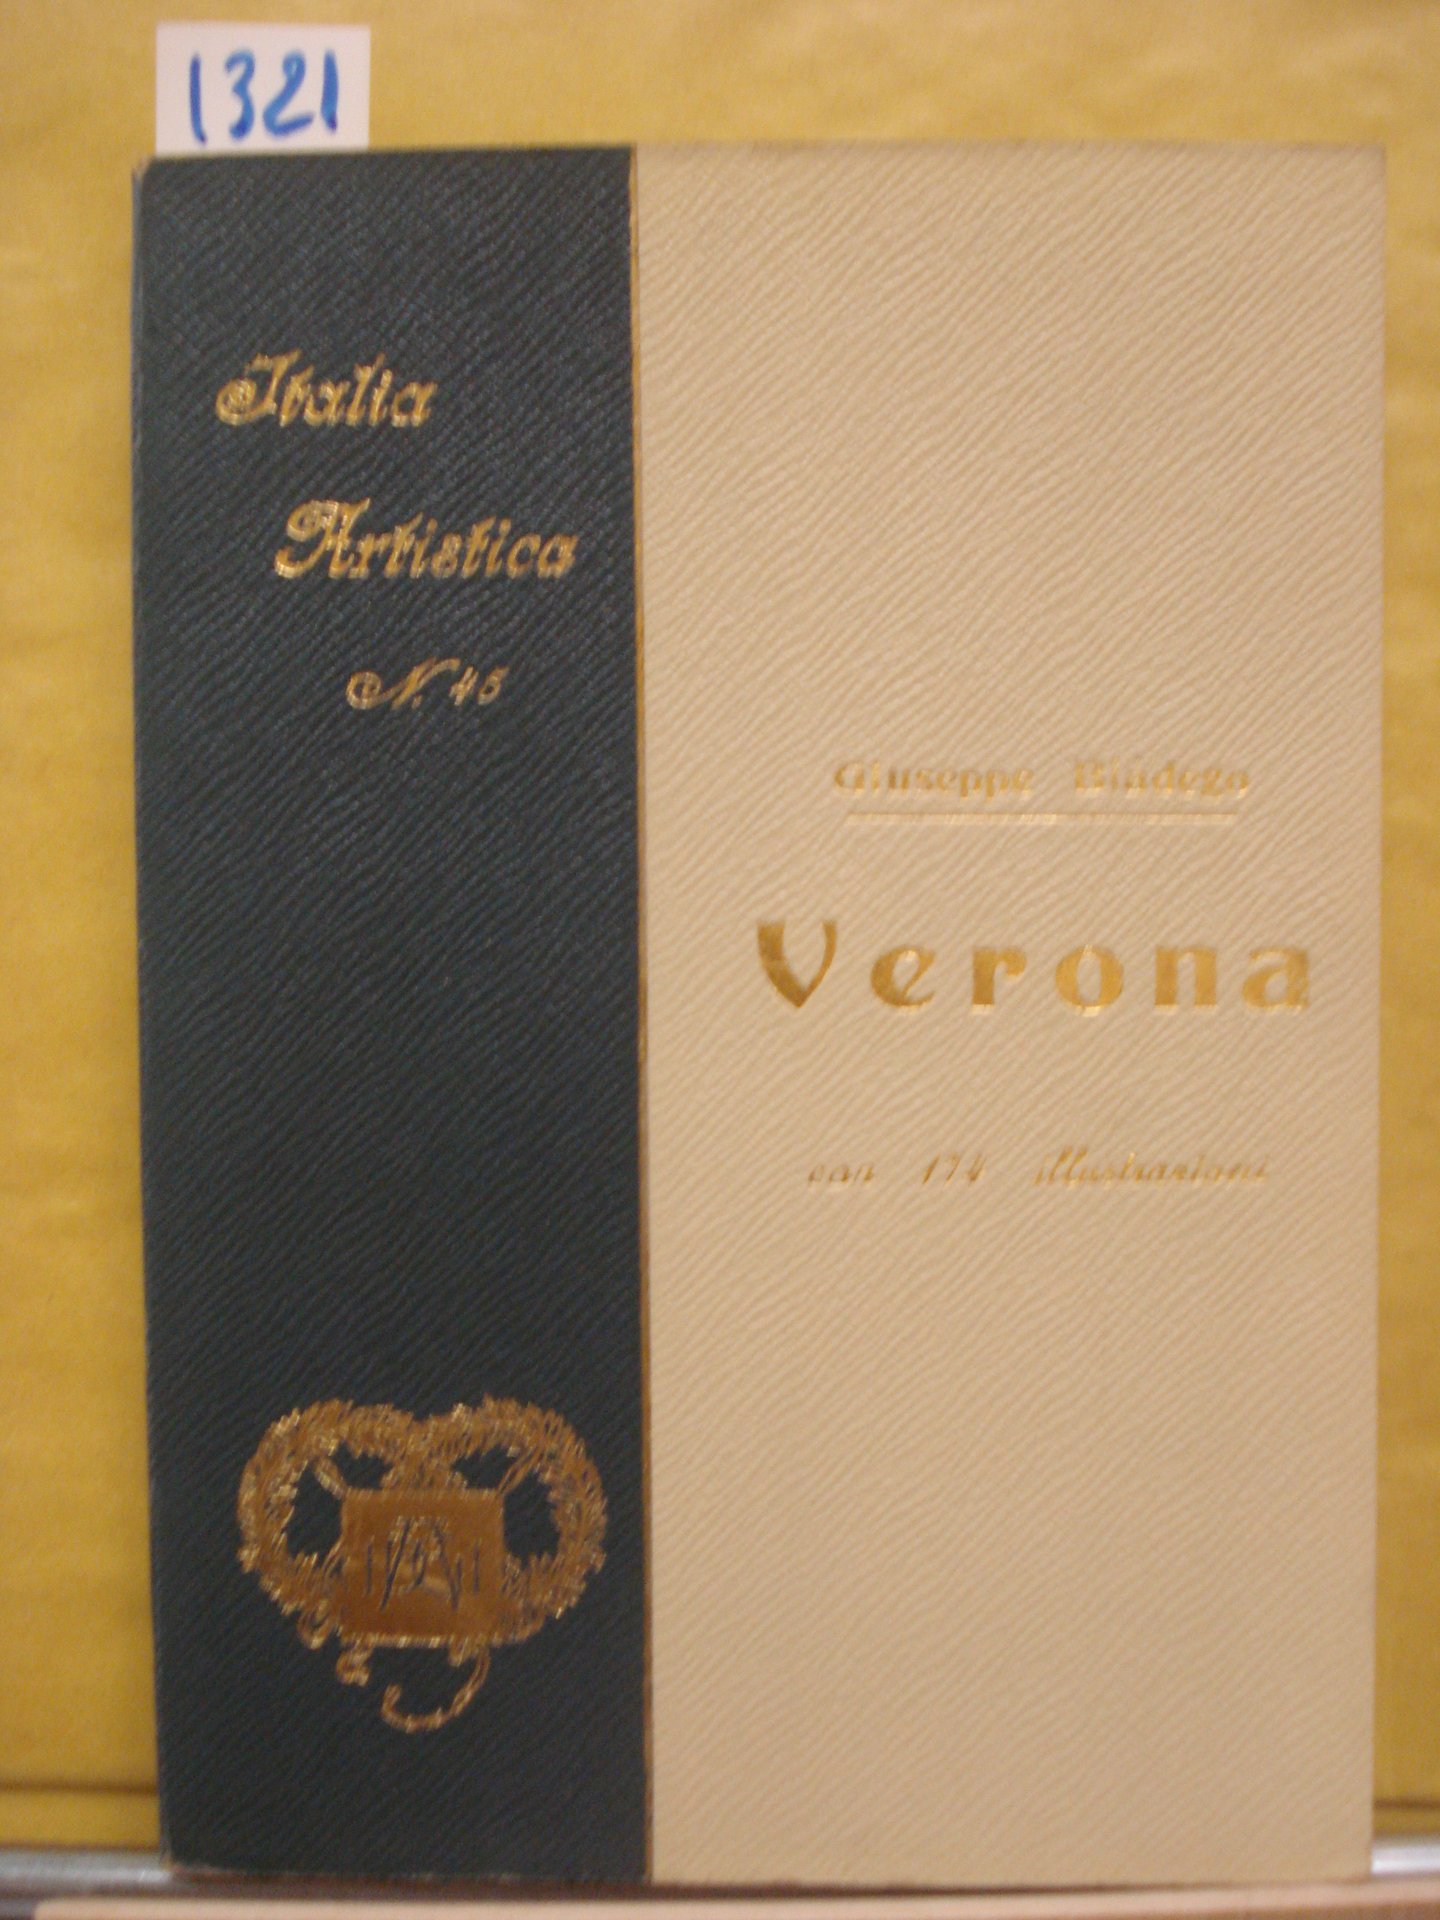 1321
Italia
Artistica
N. 45
Giuseppe Biadego
Verona
con 174 illustrazioni